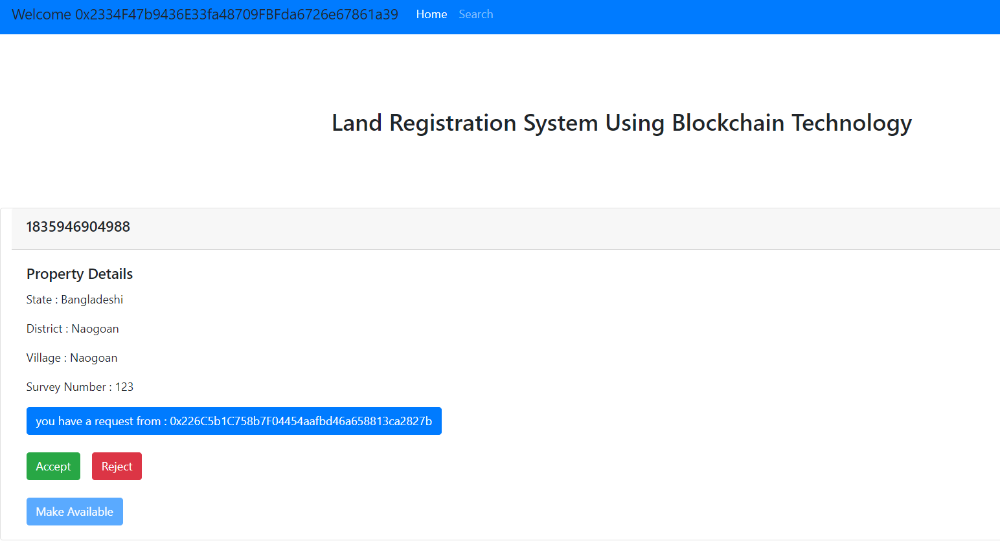 Welcome 0x2334F47b9436E33fa48709FBFda6726e67861a39 Home Search
Land Registration System Using Blockchain Technology
1835946904988
Property Details
State : Bangladeshi
District : Naogoan
Village : Naogoan
Survey Number : 123
you have a request from : 0x226C5b1C758b7F04454aafbd46a658813ca2827b
Accept Reject
Make Available